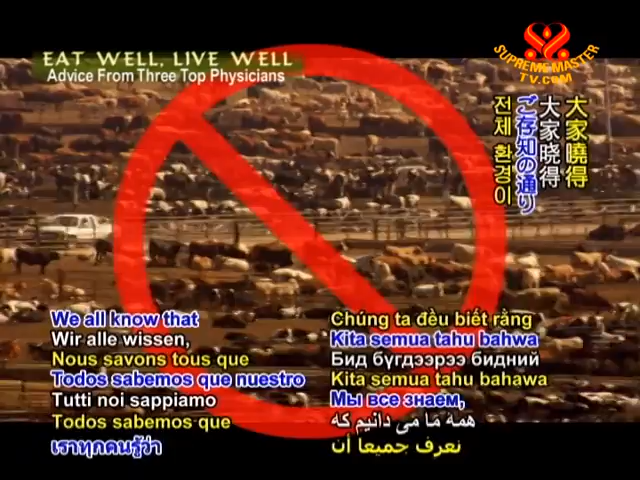 EAT WELL, LIVE WELL
Advice From Three Top Physicians
SUPREME MASTER
TV.COM
大家曉得
大家晓得
ご存知の通り
전체 환경이
We all know that
Wir alle wissen,
Nous savons tous que
Todos sabemos que nuestro
Tutti noi sappiamo
Todos sabemos que
เราทุกคนรู้ว่า
Chúng ta đều biết rằng
Kita semua tahu bahwa
Бид бүгдээрээ бидний
Kita semua tahu bahawa
Мы все знаем,
همه ما می دانیم که
نعرف جميعا أن